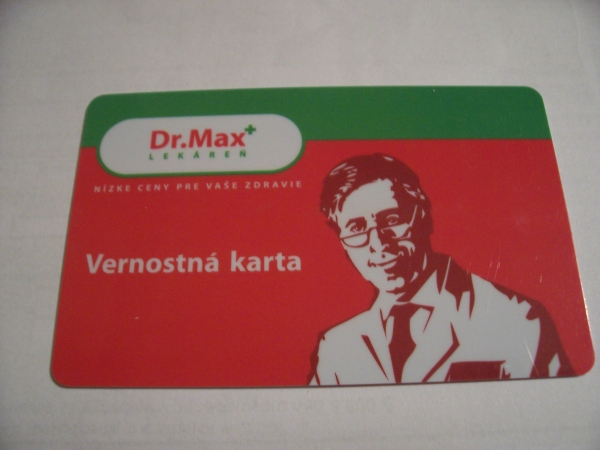 Dr.Max+
LEKÁREŇ
NÍZKE CENY PRE VAŠE ZDRAVIE
Vernostná karta